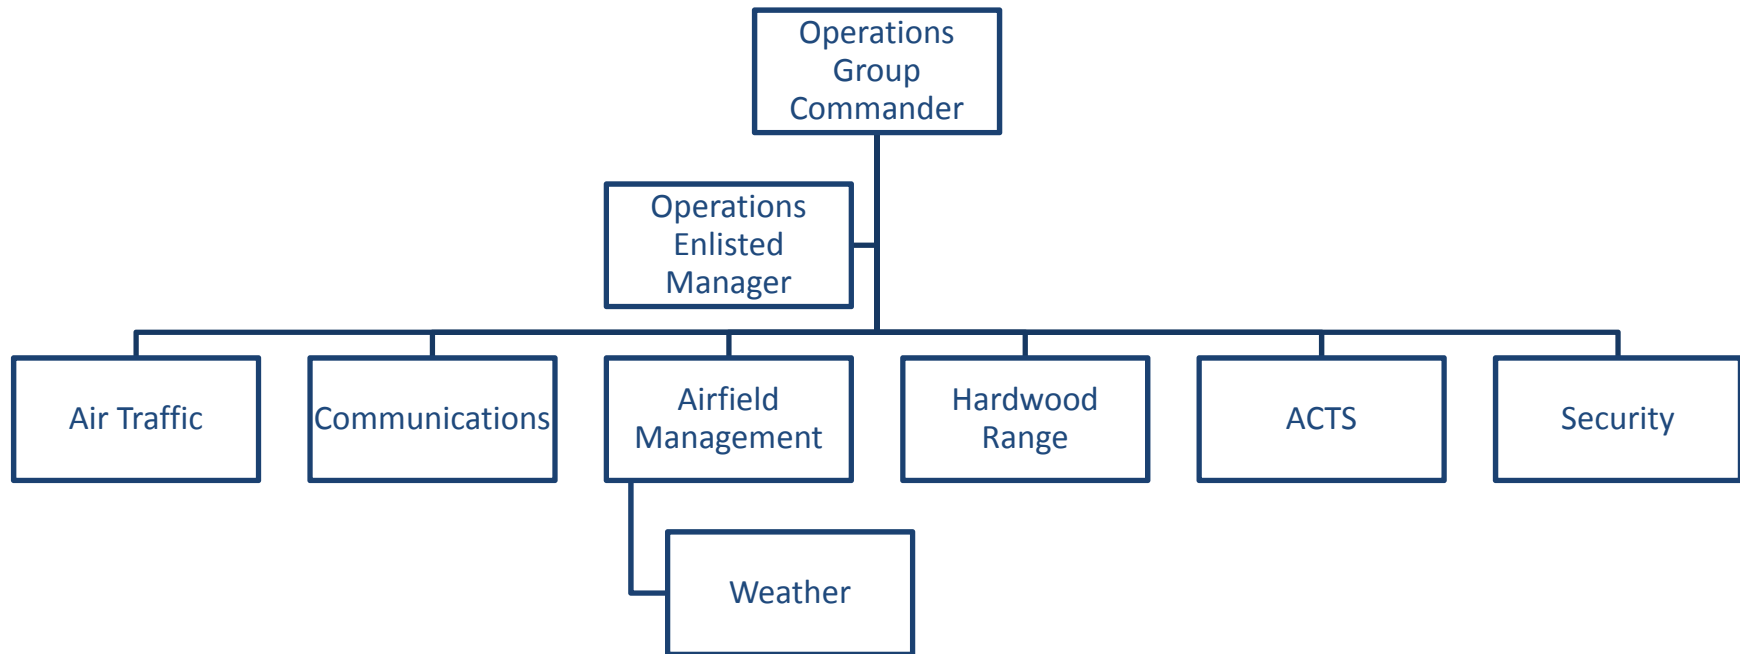 Operations
Group
Commander
Operations
Enlisted
Manager
Air Traffic
Communications
Airfield
Management
Hardwood
Range
ACTS
Security
Weather